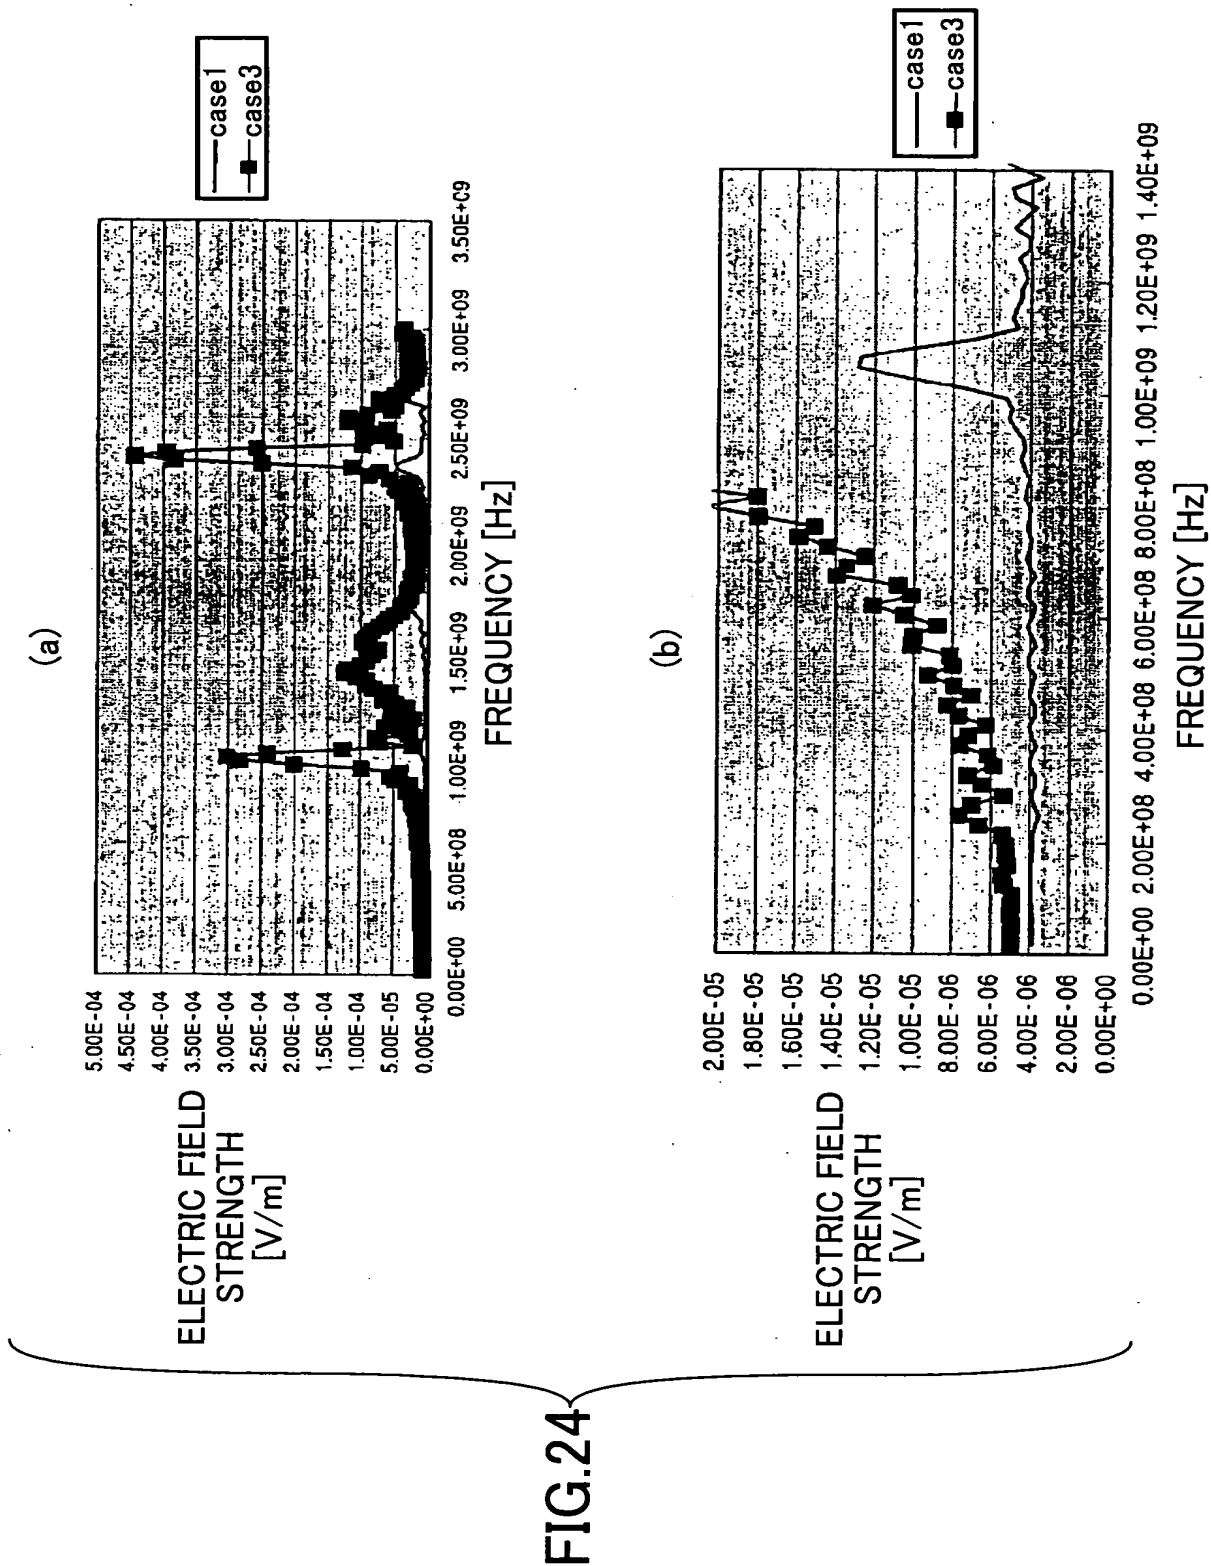 FIG.24
(a)
ELECTRIC FIELD
STRENGTH
[V/m]
5.00E-04
4.50E-04
4.00E-04
3.50E-04
3.00E-04
2.50E-04
2.00E-04
1.50E-04
1.00E-04
5.00E-05
0.00E+00
0.00E+00 5.00E+08 1.00E+09 1.50E+09 2.00E+09 2.50E+09 3.00E+09 3.50E+09
FREQUENCY [Hz]
case1
case3
(b)
ELECTRIC FIELD
STRENGTH
[V/m]
2.00E-05
1.80E-05
1.60E-05
1.40E-05
1.20E-05
1.00E-05
8.00E-06
6.00E-06
4.00E-06
2.00E-06
0.00E+00
0.00E+00 2.00E+08 4.00E+08 6.00E+08 8.00E+08 1.00E+09 1.20E+09 1.40E+09
FREQUENCY [Hz]
case1
case3